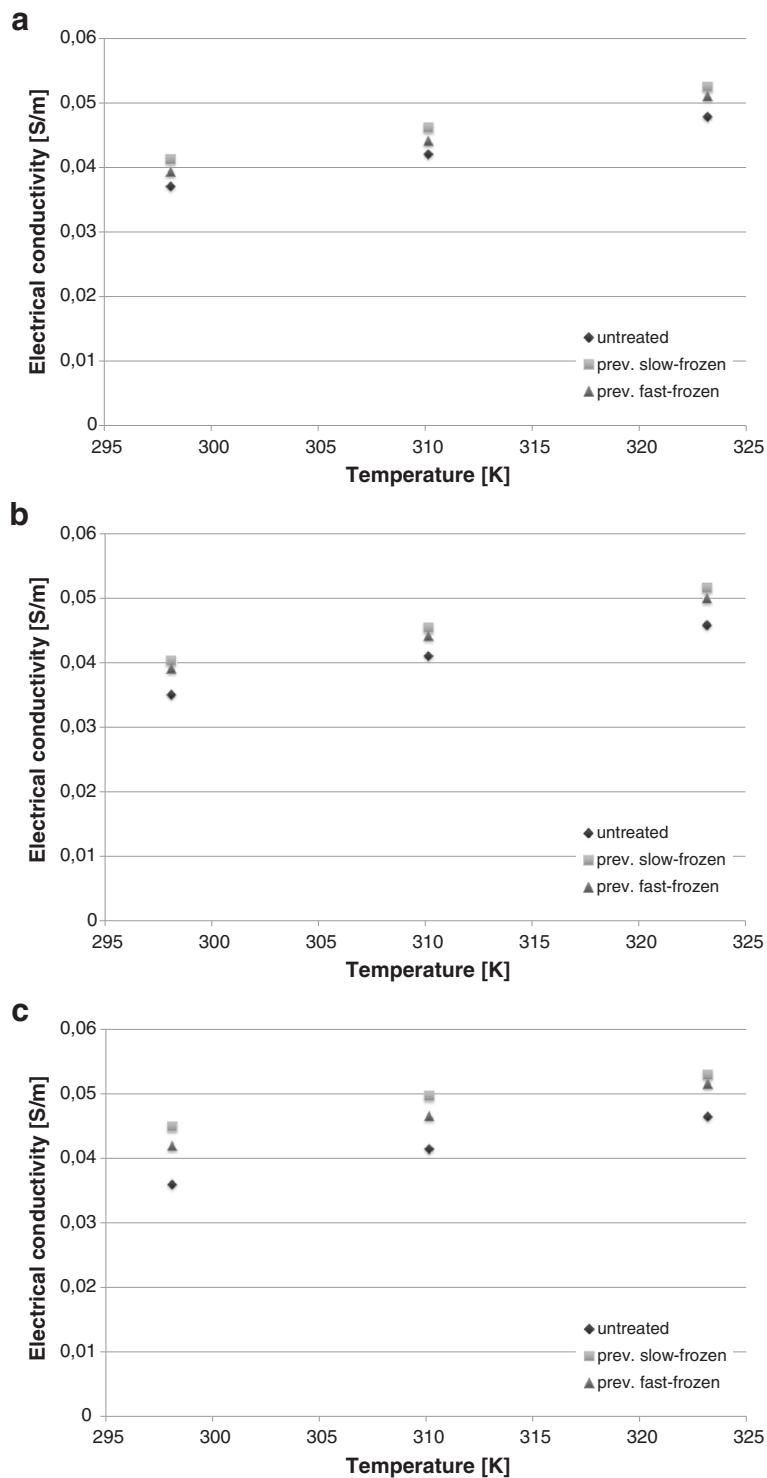 a
Electrical conductivity [S/m]
0,06
0,05
0,04
0,03
0,02
0,01
0
untreated
prev. slow-frozen
prev. fast-frozen
295 300 305 310 315 320 325
Temperature [K]
b
Electrical conductivity [S/m]
0,06
0,05
0,04
0,03
0,02
0,01
0
untreated
prev. slow-frozen
prev. fast-frozen
295 300 305 310 315 320 325
Temperature [K]
c
Electrical conductivity [S/m]
0,06
0,05
0,04
0,03
0,02
0,01
0
untreated
prev. slow-frozen
prev. fast-frozen
295 300 305 310 315 320 325
Temperature [K]